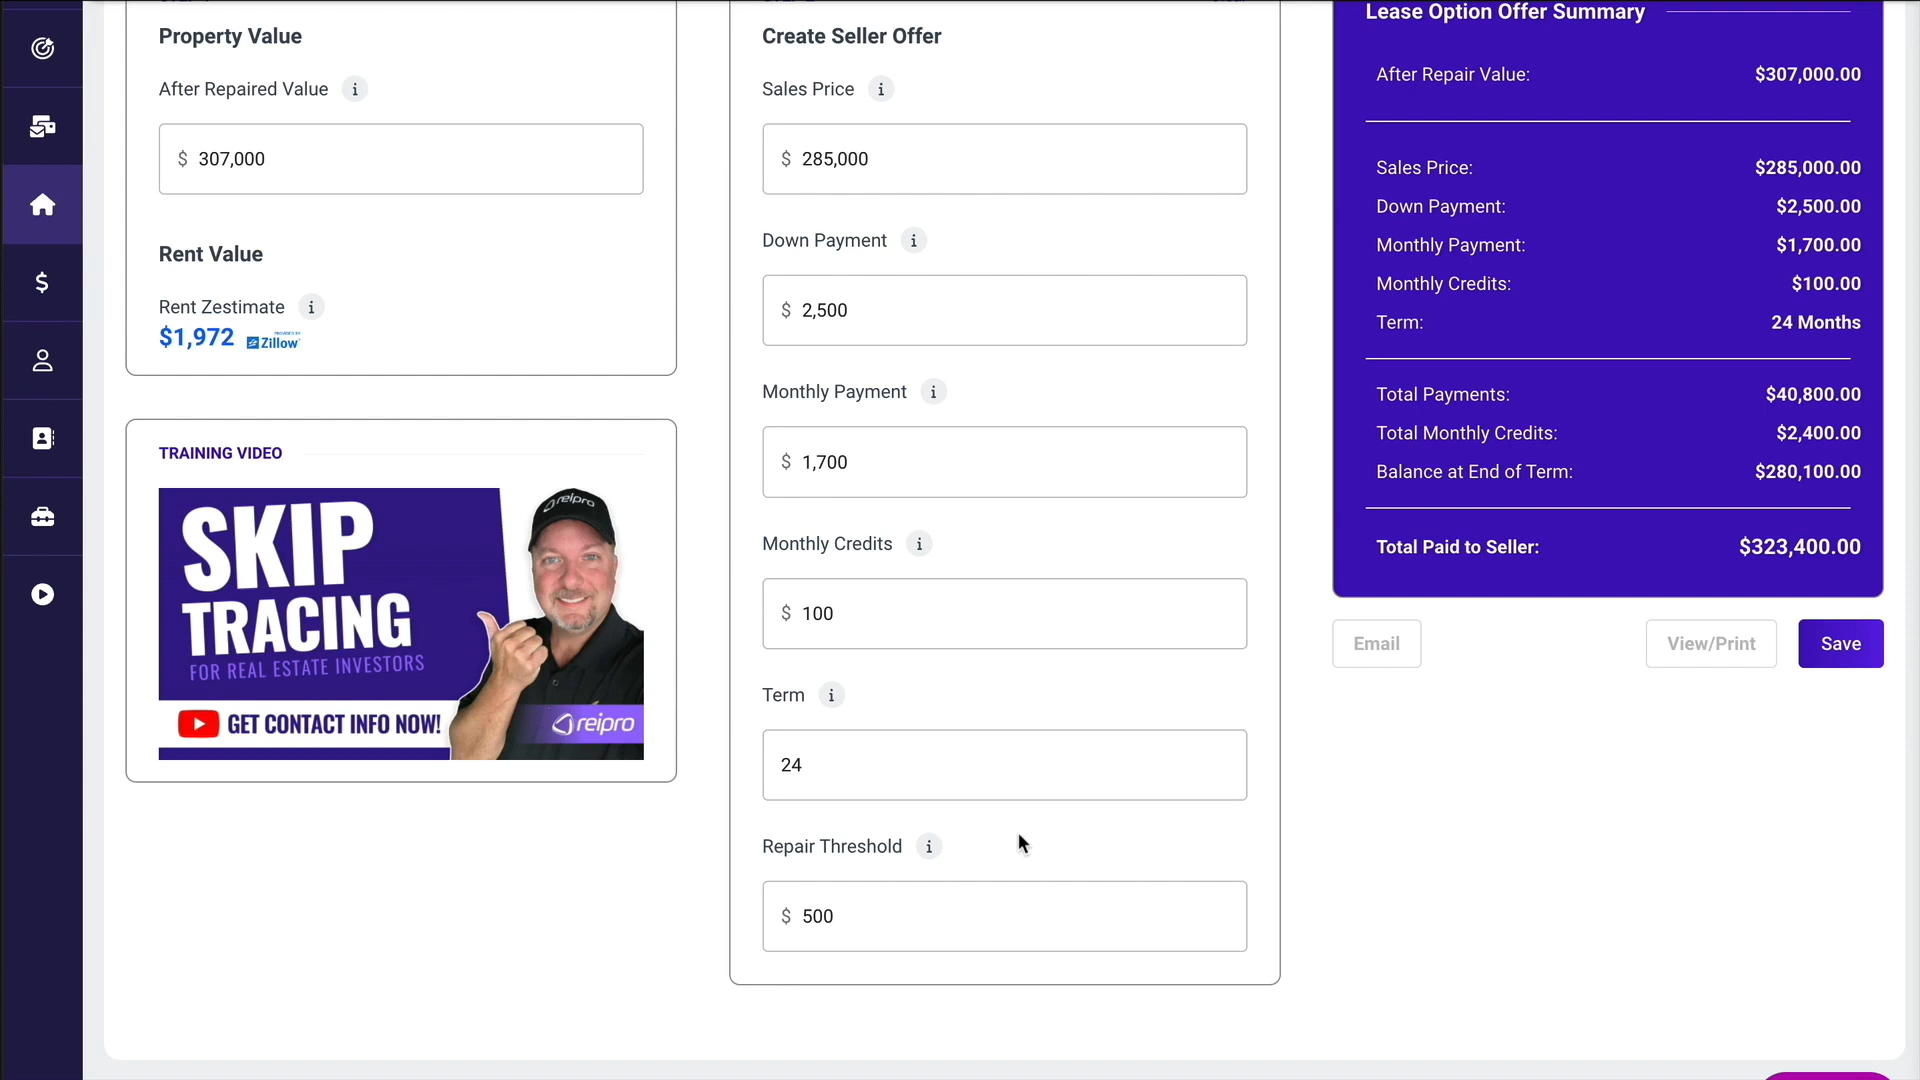 Property Value
After Repaired Value i
$ 307,000
Rent Value
Rent Zestimate i
$1,972 PROVIDED BY Zillow
TRAINING VIDEO
reipro
SKIP
TRACING
FOR REAL ESTATE INVESTORS
GET CONTACT INFO NOW!
reipro
Create Seller Offer
Sales Price i
$ 285,000
Down Payment i
$ 2,500
Monthly Payment i
$ 1,700
Monthly Credits i
$ 100
Term i
24
Repair Threshold i
$ 500
Lease Option Offer Summary
After Repair Value: $307,000.00
Sales Price: $285,000.00
Down Payment: $2,500.00
Monthly Payment: $1,700.00
Monthly Credits: $100.00
Term: 24 Months
Total Payments: $40,800.00
Total Monthly Credits: $2,400.00
Balance at End of Term: $280,100.00
Total Paid to Seller: $323,400.00
Email View/Print Save